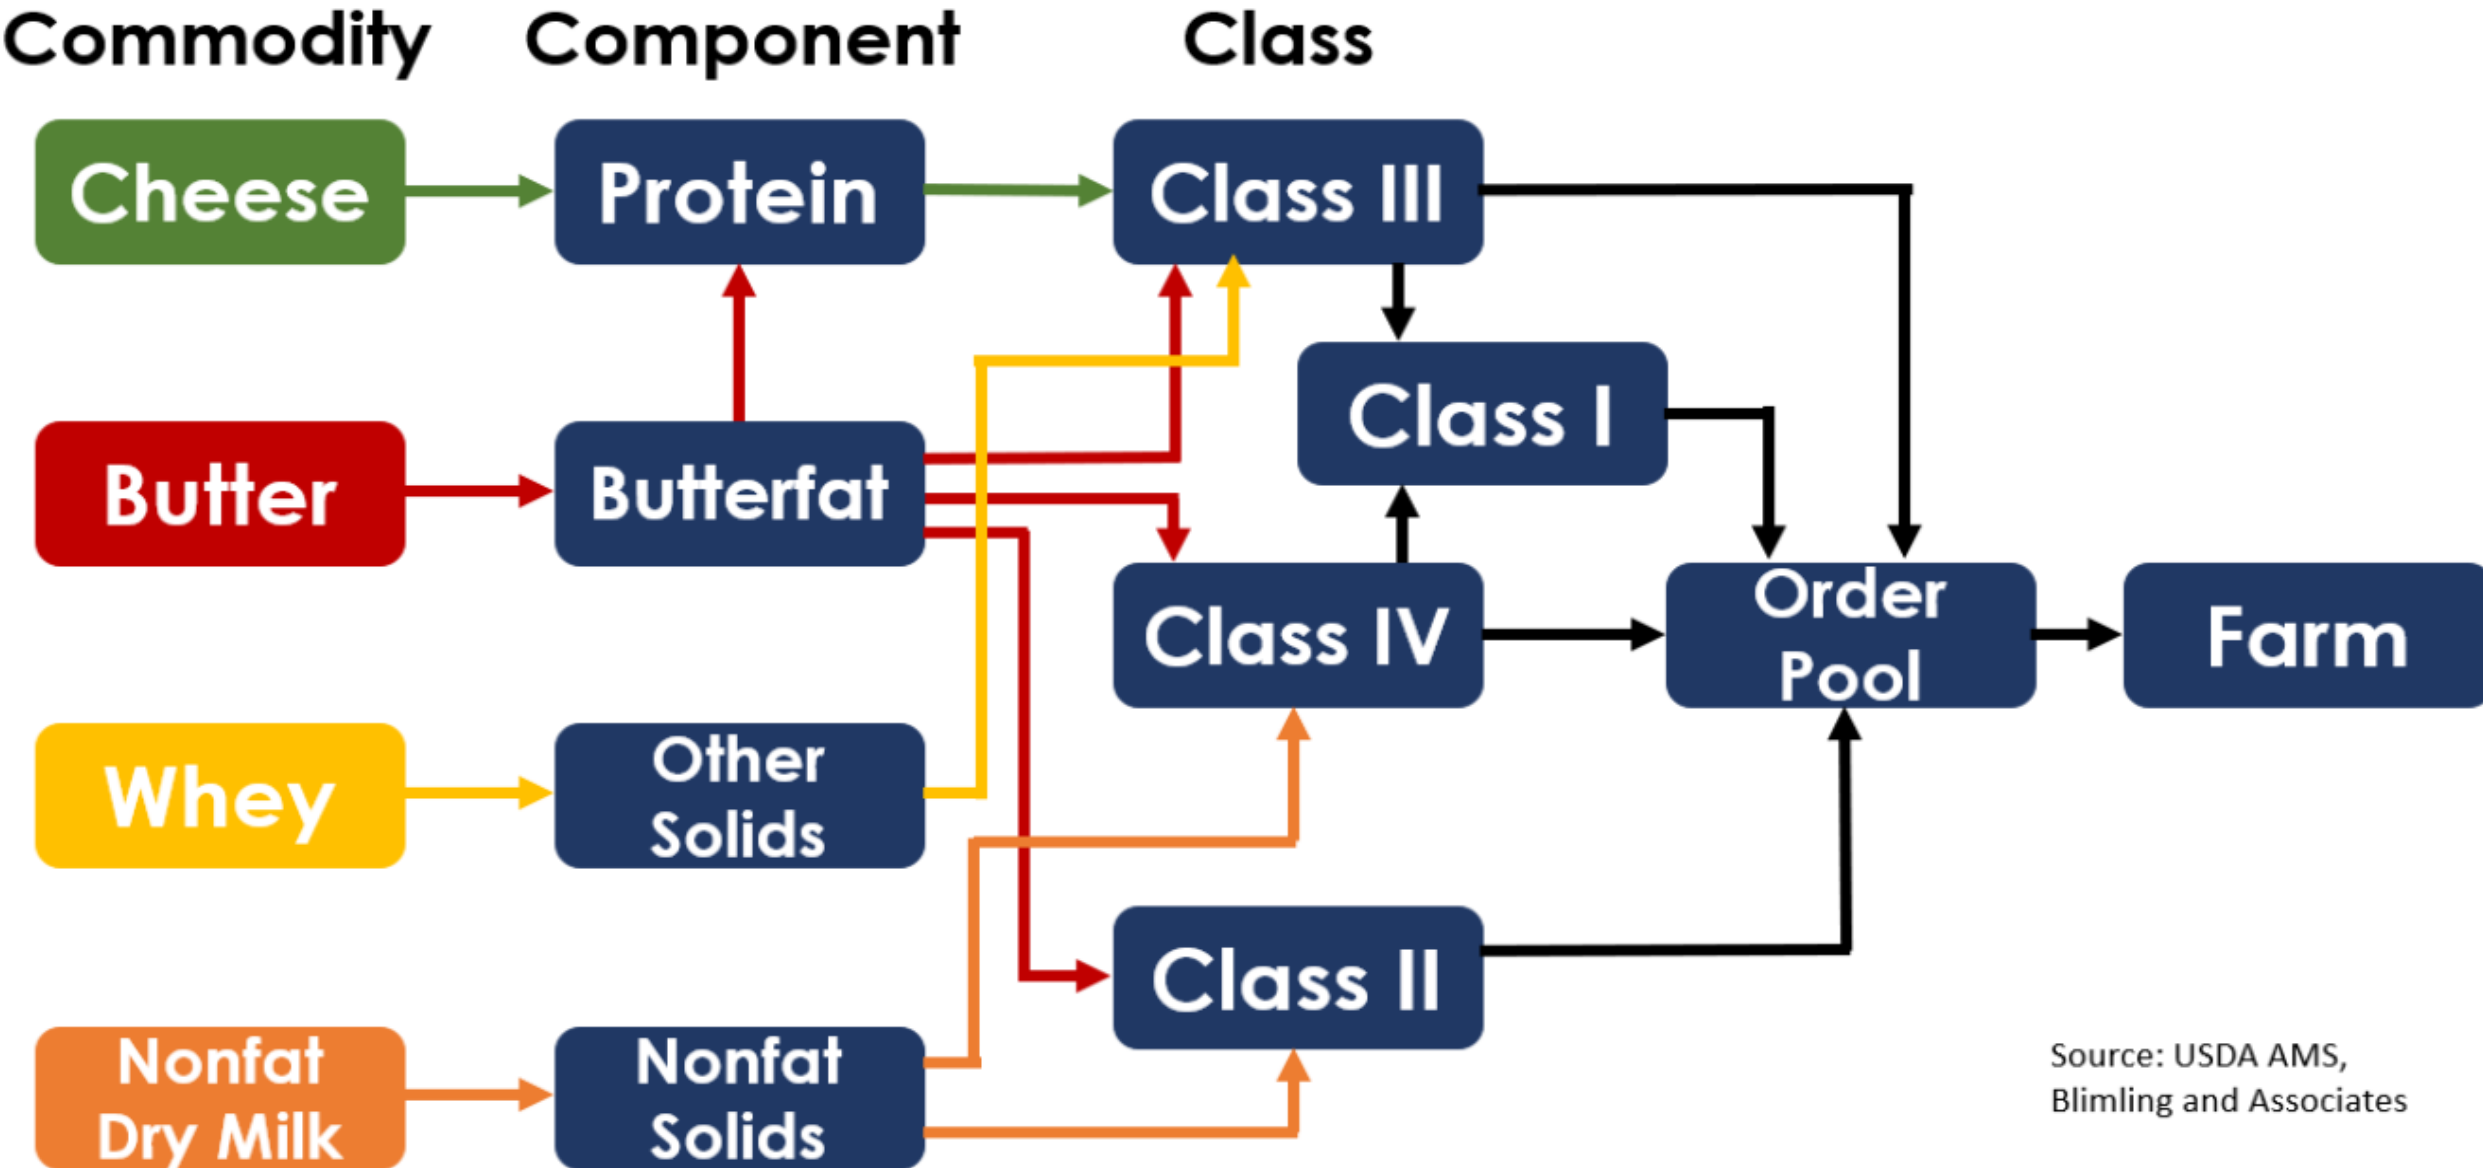 Commodity
Component
Class
Cheese
Protein
Class III
Class I
Butter
Butterfat
Class IV
Order
Pool
Farm
Whey
Other
Solids
Class II
Nonfat
Dry Milk
Nonfat
Solids
Source: USDA AMS,
Blimling and Associates